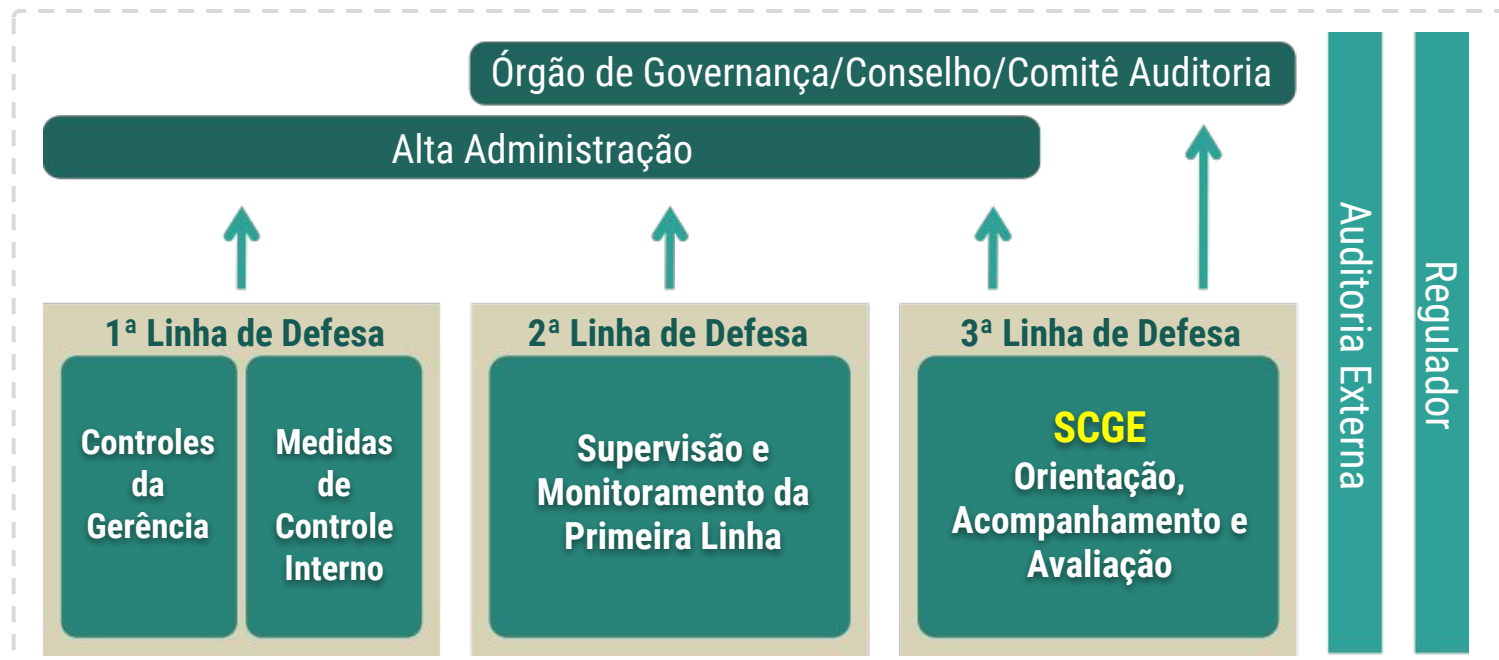 Órgão de Governança/Conselho/Comitê Auditoria
Alta Administração
1ª Linha de Defesa
Controles
da
Gerência
Medidas
de
Controle
Interno
2ª Linha de Defesa
Supervisão e
Monitoramento da
Primeira Linha
3ª Linha de Defesa
SCGE
Orientação,
Acompanhamento e
Avaliação
Auditoria Externa
Regulador